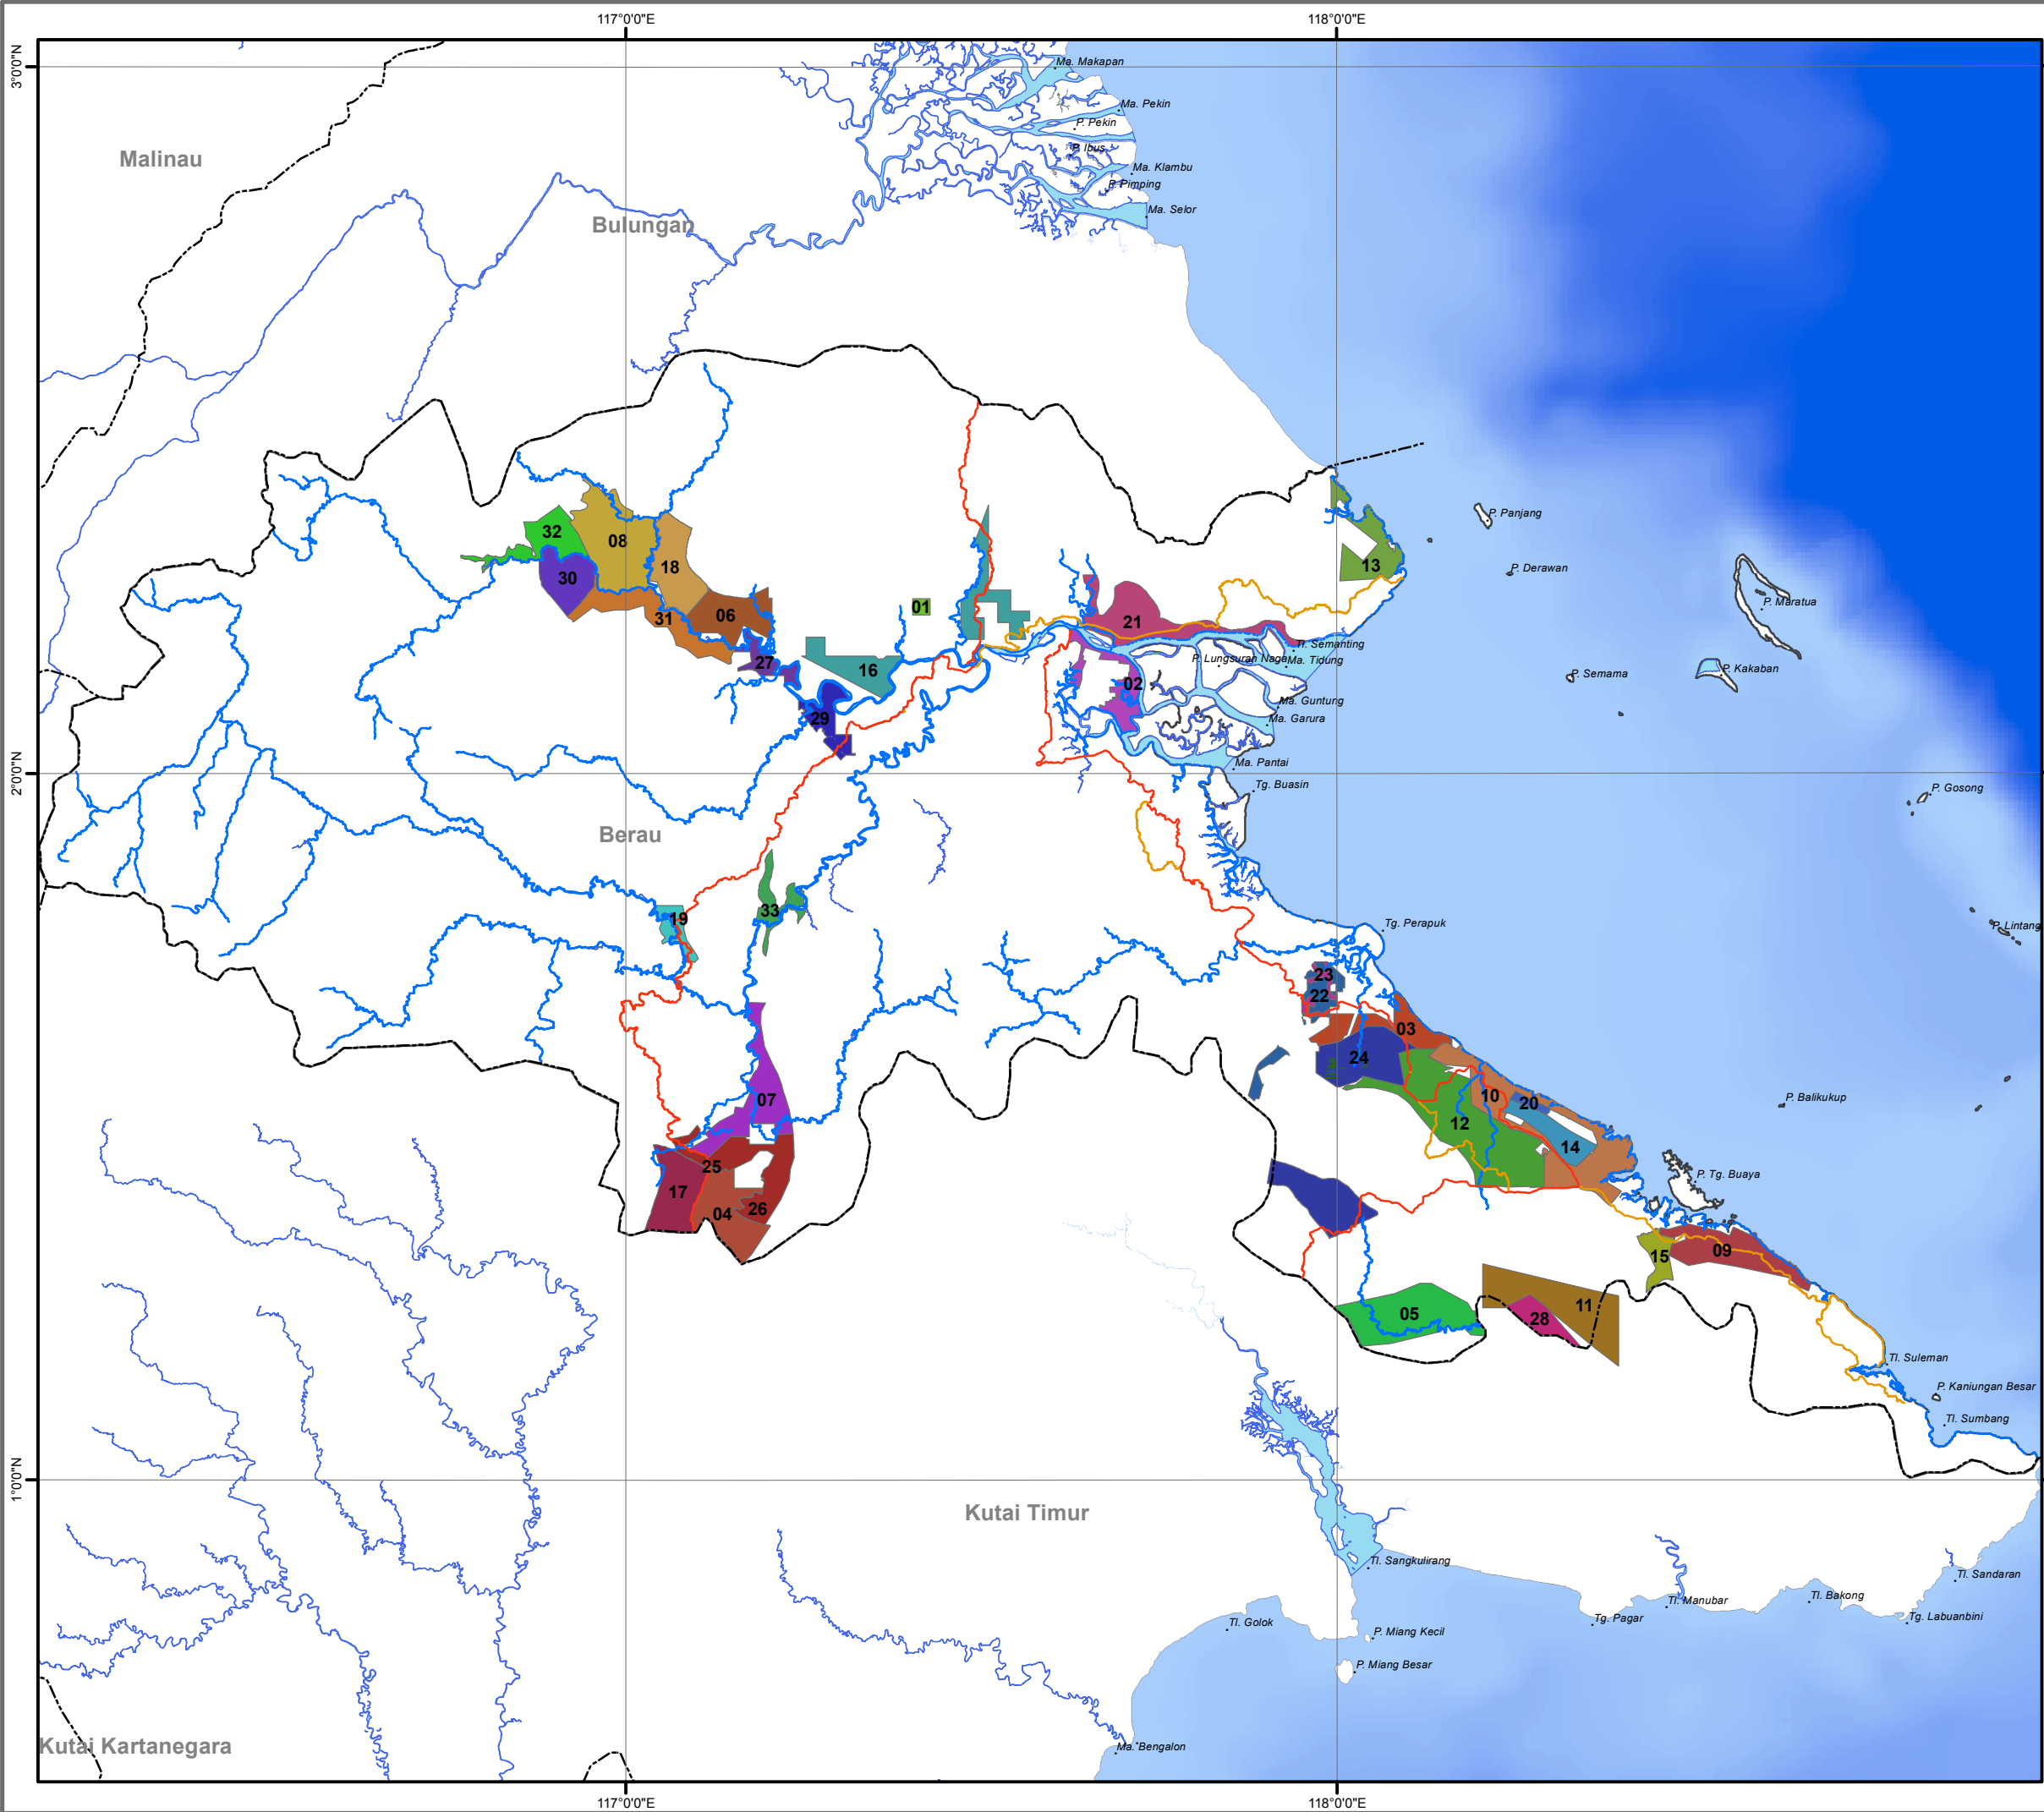 117°0'0"E
118°0'0"E
3°0'0"N
Ma. Makapan
Ma. Pekin
P. Pekin
P. Ibus
Malinau
Ma. Klambu
P. Pimping
Ma. Selor
Bulungan
P. Panjang
32
08
18
30
13
P. Derawan
P. Maratua
01
06
31
21
Tl. Semanting
P. Lungsuran Naga
Ma. Tidung
27
16
P. Kakaban
P. Semama
02
Ma. Guntung
29
Ma. Garura
Ma. Pantai
2°0'0"N
Tg. Buasin
P. Gosong
Berau
33
19
Tg. Perapuk
P. Lintang
23
22
03
24
07
10
20
P. Balikukup
12
14
25
P. Tg. Buaya
17
04
26
15
09
05
11
28
Tl. Suleman
P. Kaniungan Besar
Tl. Sumbang
1°0'0"N
Kutai Timur
Tl. Sangkulirang
Tl. Sandaran
Tl. Manubar
Tl. Bakong
Tg. Pagar
Tg. Labuanbini
Tl. Golok
P. Miang Kecil
P. Miang Besar
Kutai Kartanegara
Ma. Bengalon
117°0'0"E
118°0'0"E